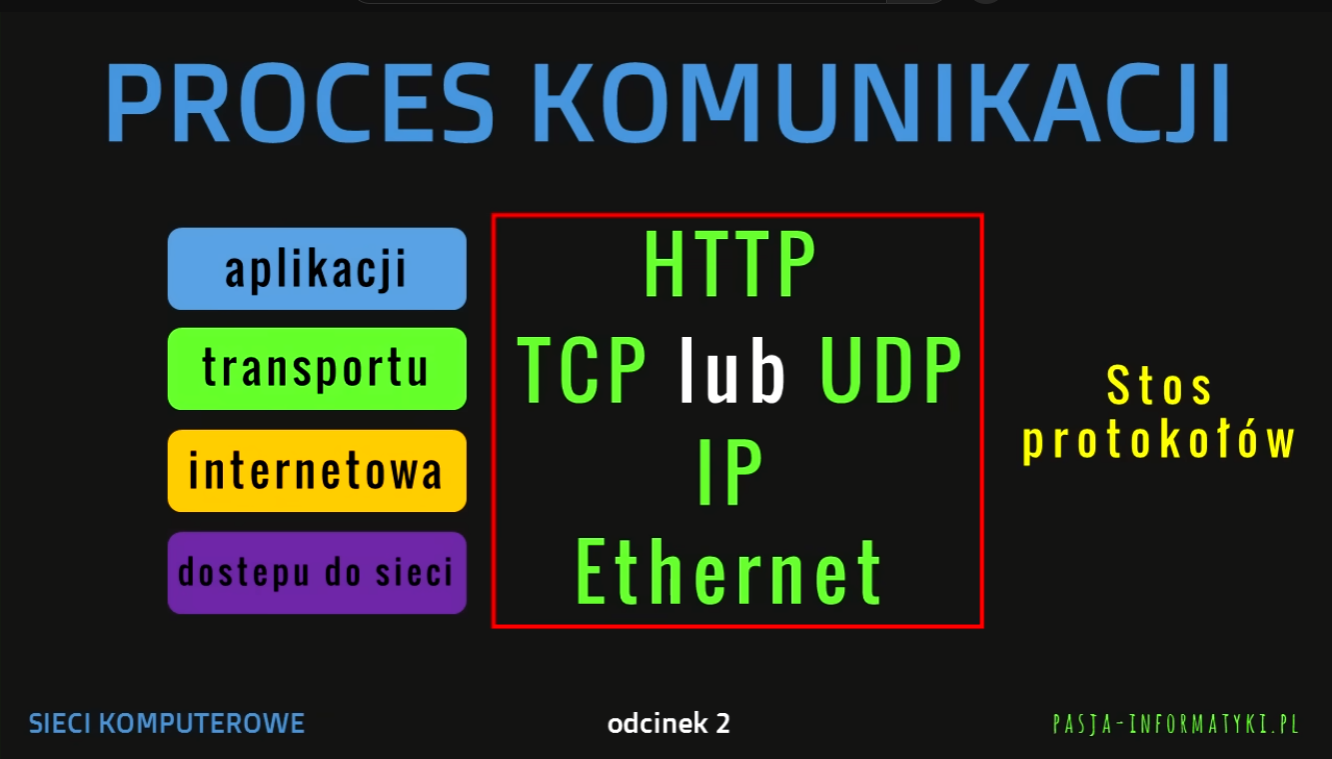 PROCES KOMUNIKACJI
aplikacji
HTTP
transportu
TCP lub UDP
internetowa
IP
dostepu do sieci
Ethernet
Stos
protokołów
SIECI KOMPUTEROWE
odcinek 2
PASJA-INFORMATYKI.PL